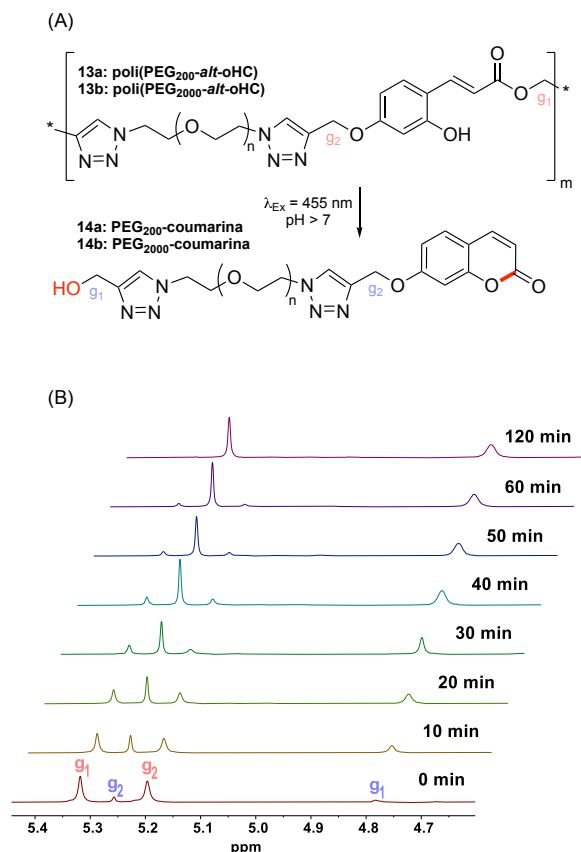 (A)
13a: poli(PEG200-alt-oHC)
13b: poli(PEG2000-alt-oHC)
O
O
g1
*
*
N
N=N
O
n
N
N=N
g2
O
OH
m
λEx = 455 nm
pH > 7
14a: PEG200-coumarina
14b: PEG2000-coumarina
HO
g1
N
N=N
O
n
N
N=N
g2
O
O
O
(B)
120 min
60 min
50 min
40 min
30 min
20 min
10 min
0 min
g1
g2
g2
g1
5.4
5.3
5.2
5.1
5.0
4.9
4.8
4.7
ppm